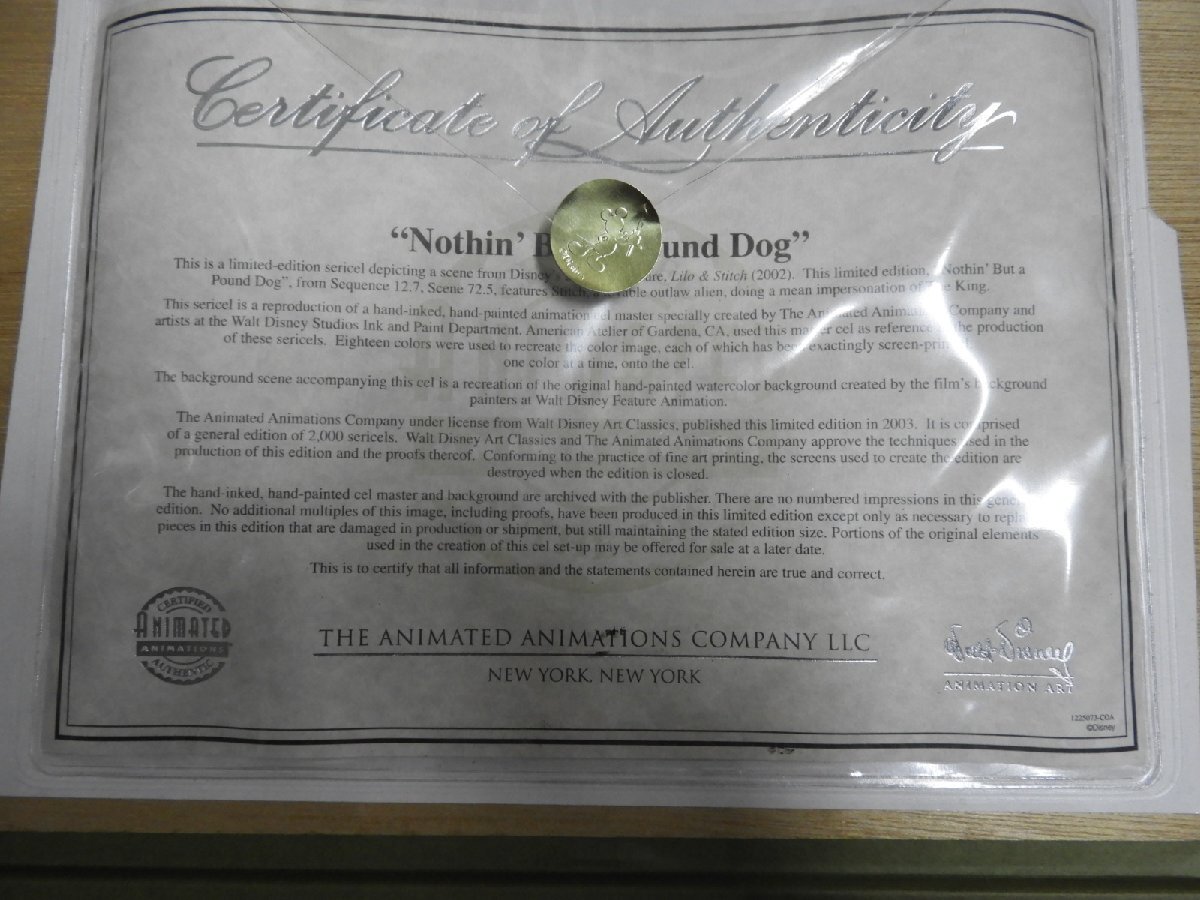 Certificate of Authenticity
“Nothin’ B und Dog”
This is a limited-edition sericel depicting a scene from Disney's re, Lilo & Stitch (2002). This limited edition, “Nothin' But a
Pound Dog”, from Sequence 12.7, Scene 72.5, features Stitch, able outlaw alien, doing a mean impersonation of The King.
This sericel is a reproduction of a hand-inked, hand-painted animation cel master specially created by The Animated Animations Company and
artists at the Walt Disney Studios Ink and Paint Department. American Atelier of Gardena, CA, used this master cel as reference the production
of these sericels. Eighteen colors were used to recreate the color image, each of which has been exactingly screen-printed,
one color at a time, onto the cel.
The background scene accompanying this cel is a recreation of the original hand-painted watercolor background created by the film's background
painters at Walt Disney Feature Animation.
The Animated Animations Company under license from Walt Disney Art Classics, published this limited edition in 2003. It is comprised
of a general edition of 2,000 sericels. Walt Disney Art Classics and The Animated Animations Company approve the techniques used in the
production of this edition and the proofs thereof. Conforming to the practice of fine art printing, the screens used to create the edition are
destroyed when the edition is closed.
The hand-inked, hand-painted cel master and background are archived with the publisher. There are no numbered impressions in this general
edition. No additional multiples of this image, including proofs, have been produced in this limited edition except only as necessary to replace
pieces in this edition that are damaged in production or shipment, but still maintaining the stated edition size. Portions of the original elements
used in the creation of this cel set-up may be offered for sale at a later date.
This is to certify that all information and the statements contained herein are true and correct.
CERTIFIED
ANIMATED
ANIMATIONS
AUTHENTIC
THE ANIMATED ANIMATIONS COMPANY LLC
NEW YORK, NEW YORK
Walt Disney
ANIMATION ART
1225073-COA
©Disney